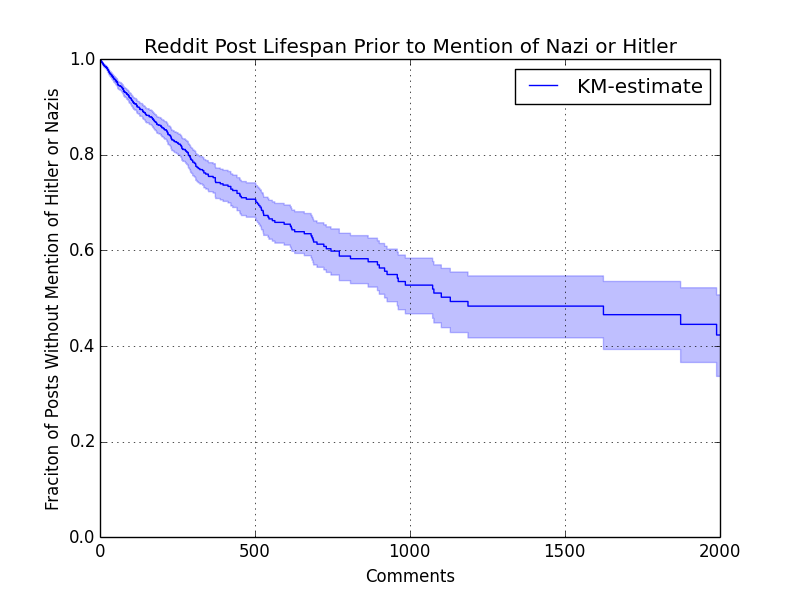 Reddit Post Lifespan Prior to Mention of Nazi or Hitler
KM-estimate
Fraciton of Posts Without Mention of Hitler or Nazis
1.0
0.8
0.6
0.4
0.2
0.0
0
500
1000
1500
2000
Comments